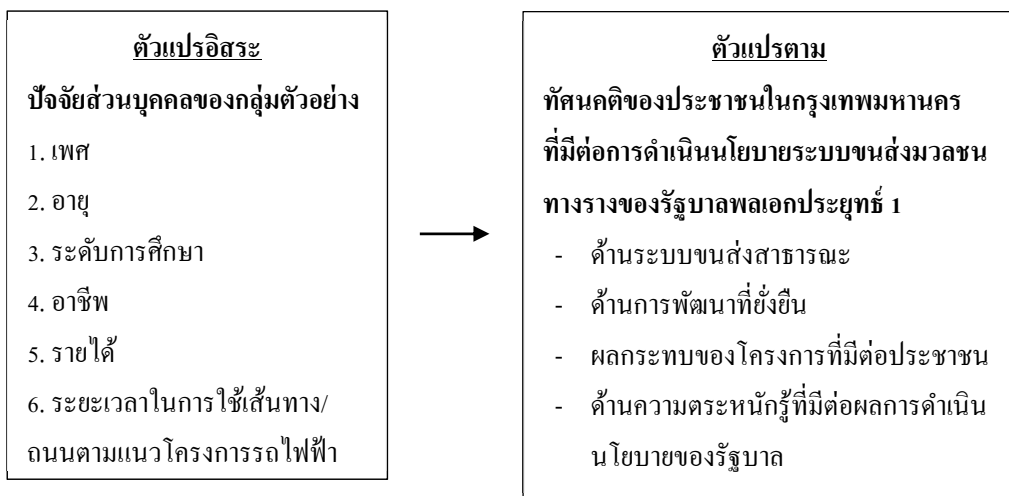 ตัวแปรอิสระ
ปัจจัยส่วนบุคคลของกลุ่มตัวอย่าง
1. เพศ
2. อายุ
3. ระดับการศึกษา
4. อาชีพ
5. รายได้
6. ระยะเวลาในการใช้เส้นทาง/
ถนนตามแนวโครงการรถไฟฟ้า
ตัวแปรตาม
ทัศนคติของประชาชนในกรุงเทพมหานคร
ที่มีต่อการดำเนินนโยบายระบบขนส่งมวลชน
ทางรางของรัฐบาลพลเอกประยุทธ์ 1
- ด้านระบบขนส่งสาธารณะ
- ด้านการพัฒนาที่ยั่งยืน
- ผลกระทบของโครงการที่มีต่อประชาชน
- ด้านความตระหนักรู้ที่มีต่อผลการดำเนิน
นโยบายของรัฐบาล